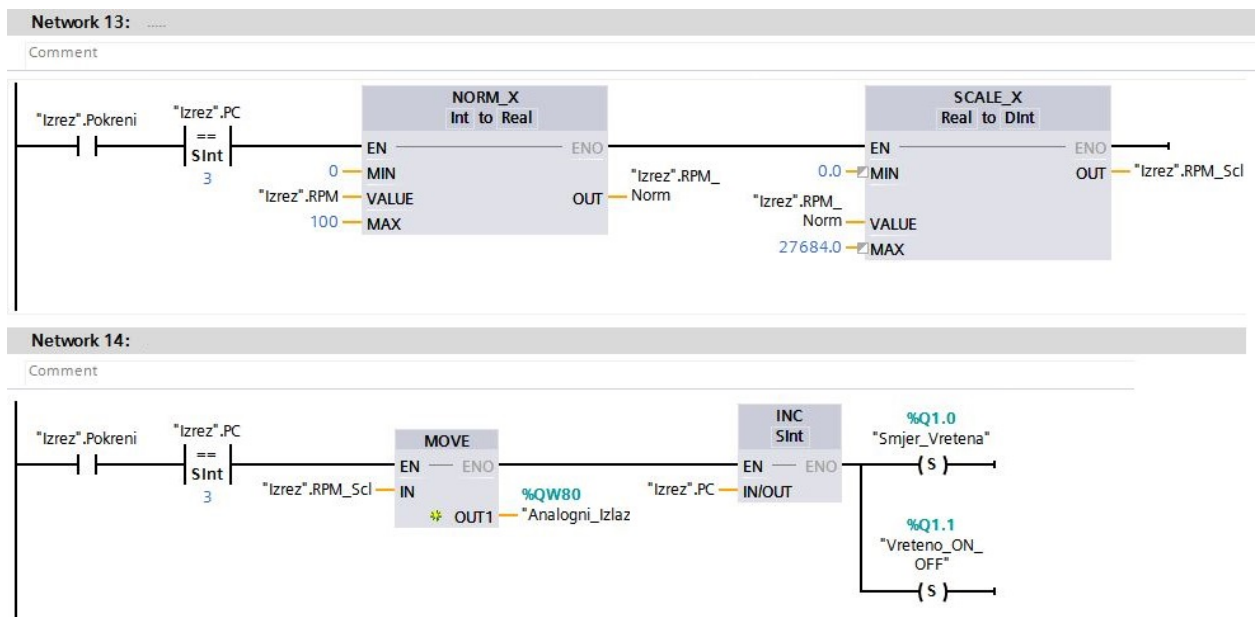 Network 13: .....
Comment
"Izrez".Pokreni
"Izrez".PC
==
SInt
3
NORM_X
Int to Real
EN
ENO
0
MIN
"Izrez".RPM
VALUE
OUT
"Izrez".RPM_
Norm
100
MAX
SCALE_X
Real to DInt
EN
ENO
0.0
MIN
OUT
"Izrez".RPM_Scl
"Izrez".RPM_
Norm
VALUE
27684.0
MAX
Network 14:
Comment
"Izrez".Pokreni
"Izrez".PC
==
SInt
3
MOVE
EN
ENO
"Izrez".RPM_Scl
IN
OUT1
%QW80
"Analogni_Izlaz
INC
SInt
EN
ENO
"Izrez".PC
IN/OUT
%Q1.0
"Smjer_Vretena"
S
%Q1.1
"Vreteno_ON_
OFF"
S